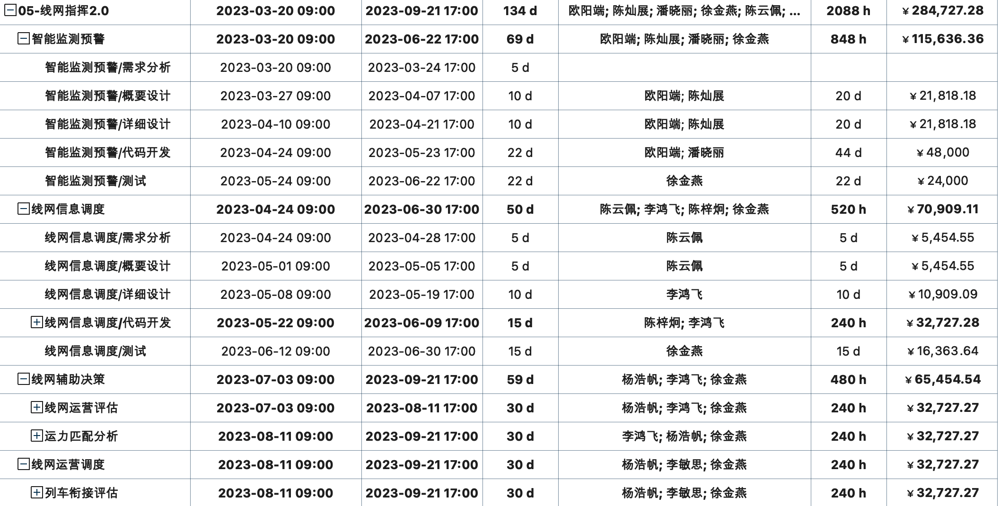 05-线网指挥2.0 2023-03-20 09:00 2023-09-21 17:00 134 d 欧阳端; 陈灿展; 潘晓丽; 徐金燕; 陈云佩; ... 2088 h ¥ 284,727.28
智能监测预警 2023-03-20 09:00 2023-06-22 17:00 69 d 欧阳端; 陈灿展; 潘晓丽; 徐金燕 848 h ¥ 115,636.36
智能监测预警/需求分析 2023-03-20 09:00 2023-03-24 17:00 5 d
智能监测预警/概要设计 2023-03-27 09:00 2023-04-07 17:00 10 d 欧阳端; 陈灿展 20 d ¥ 21,818.18
智能监测预警/详细设计 2023-04-10 09:00 2023-04-21 17:00 10 d 欧阳端; 陈灿展 20 d ¥ 21,818.18
智能监测预警/代码开发 2023-04-24 09:00 2023-05-23 17:00 22 d 欧阳端; 潘晓丽 44 d ¥ 48,000
智能监测预警/测试 2023-05-24 09:00 2023-06-22 17:00 22 d 徐金燕 22 d ¥ 24,000
线网信息调度 2023-04-24 09:00 2023-06-30 17:00 50 d 陈云佩; 李鸿飞; 陈梓炯; 徐金燕 520 h ¥ 70,909.11
线网信息调度/需求分析 2023-04-24 09:00 2023-04-28 17:00 5 d 陈云佩 5 d ¥ 5,454.55
线网信息调度/概要设计 2023-05-01 09:00 2023-05-05 17:00 5 d 陈云佩 5 d ¥ 5,454.55
线网信息调度/详细设计 2023-05-08 09:00 2023-05-19 17:00 10 d 李鸿飞 10 d ¥ 10,909.09
线网信息调度/代码开发 2023-05-22 09:00 2023-06-09 17:00 15 d 陈梓炯; 李鸿飞 240 h ¥ 32,727.28
线网信息调度/测试 2023-06-12 09:00 2023-06-30 17:00 15 d 徐金燕 15 d ¥ 16,363.64
线网辅助决策 2023-07-03 09:00 2023-09-21 17:00 59 d 杨浩帆; 李鸿飞; 徐金燕 480 h ¥ 65,454.54
线网运营评估 2023-07-03 09:00 2023-08-11 17:00 30 d 杨浩帆; 李鸿飞; 徐金燕 240 h ¥ 32,727.27
运力匹配分析 2023-08-11 09:00 2023-09-21 17:00 30 d 李鸿飞; 杨浩帆; 徐金燕 240 h ¥ 32,727.27
线网运营调度 2023-08-11 09:00 2023-09-21 17:00 30 d 杨浩帆; 李敏思; 徐金燕 240 h ¥ 32,727.27
列车衔接评估 2023-08-11 09:00 2023-09-21 17:00 30 d 杨浩帆; 李敏思; 徐金燕 240 h ¥ 32,727.27